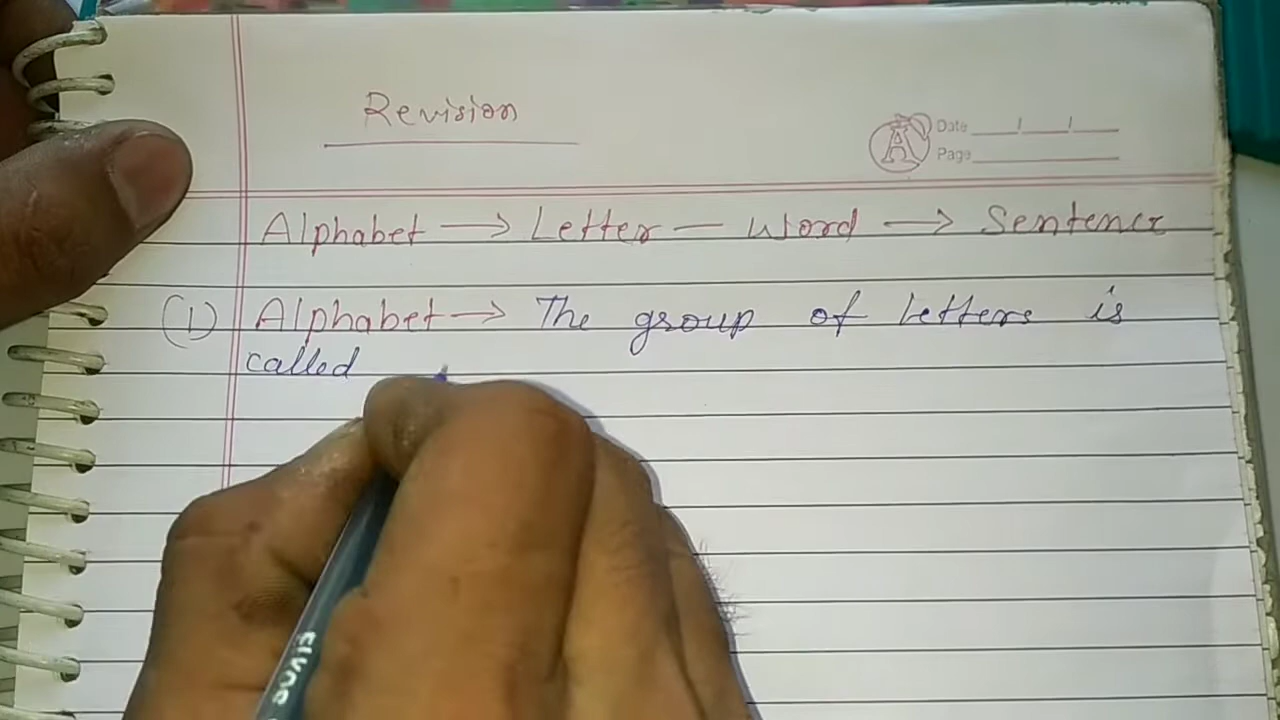 Revision
A
Date
Page
Alphabet → Letter — Word → Sentence
(1) Alphabet → The group of letters is
called